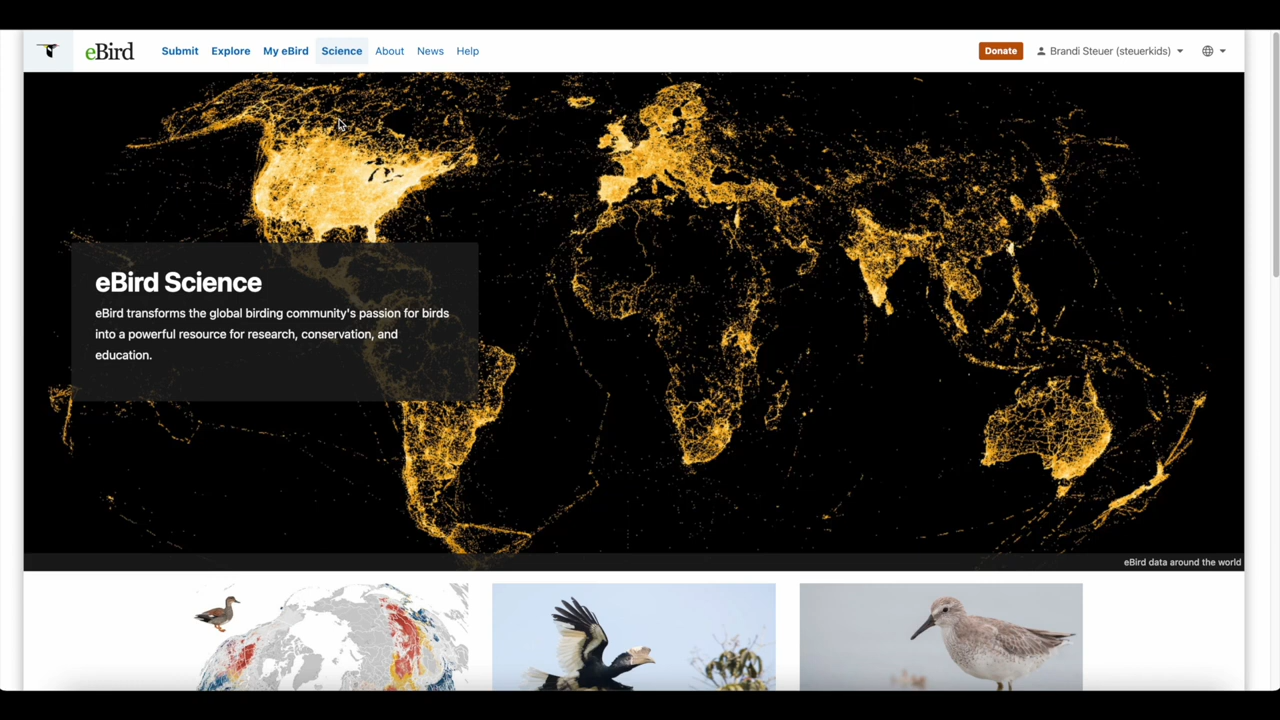 eBird Submit Explore My eBird Science About News Help Donate Brandi Steuer (steuerkids)
eBird Science
eBird transforms the global birding community's passion for birds
into a powerful resource for research, conservation, and
education.
eBird data around the world